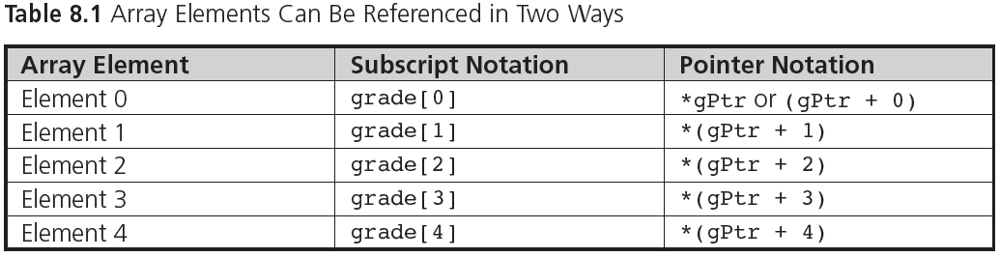 Table 8.1 Array Elements Can Be Referenced in Two Ways
Array Element Subscript Notation Pointer Notation
Element 0 grade[0] *gPtr or (gPtr + 0)
Element 1 grade[1] *(gPtr + 1)
Element 2 grade[2] *(gPtr + 2)
Element 3 grade[3] *(gPtr + 3)
Element 4 grade[4] *(gPtr + 4)